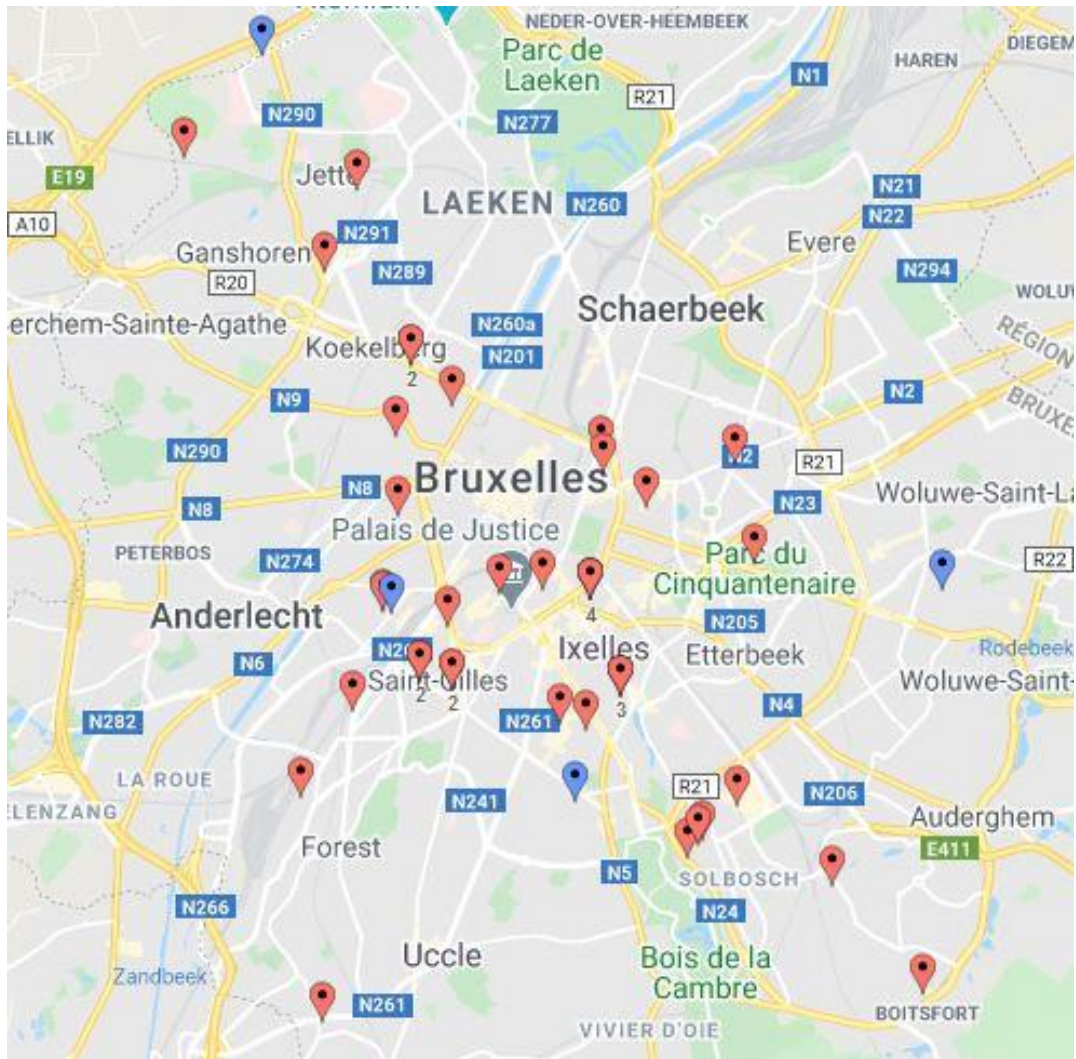 NEDER-OVER-HEEMBEEK
Parc de
Laeken
DIEGEM
HAREN
N1
R21
N290
N277
ELLIK
E19
Jette
LAEKEN
N260
N21
N22
A10
N291
Ganshoren
Evere
N289
N294
R20
WOLUW
Schaerbeek
erchem-Sainte-Agathe
N260a
RÉGION
Koekelberg
N201
2
N9
N2
BRUXE
N290
N2
R21
Bruxelles
N8
N8
Woluwe-Saint-La
N23
Palais de Justice
PETERBOS
N274
Parc du
Cinquantenaire
R22
Anderlecht
4
N205
Ixelles
Etterbeek
Rodebeek
N6
Saint-Gilles
Woluwe-Saint-
2
2
3
N261
N4
N282
LA ROUE
R21
N206
ELENZANG
N241
Auderghem
Forest
E411
N5
SOLBOSCH
N266
N24
Uccle
Bois de la
Cambre
Zandbeek
N261
BOITSFORT
VIVIER D'OIE